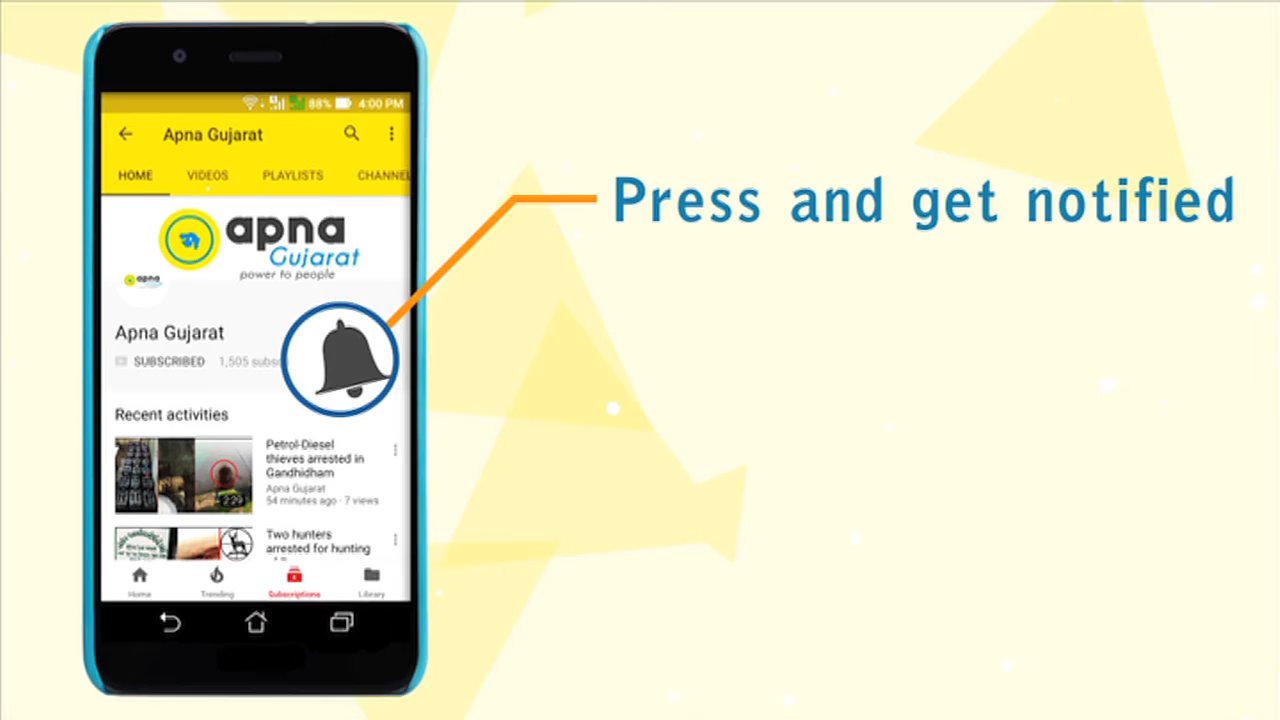 88% 4:00 PM
Apna Gujarat
HOME VIDEOS PLAYLISTS CHANNEL
apna
Gujarat
power to people
apna
Apna Gujarat
SUBSCRIBED 1,505 subsc
Press and get notified
Recent activities
Petrol-Diesel
thieves arrested in
Gandhidham
Apna Gujarat
54 minutes ago · 7 views
2:29
Two hunters
arrested for hunting
Home Trending Subscriptions Library